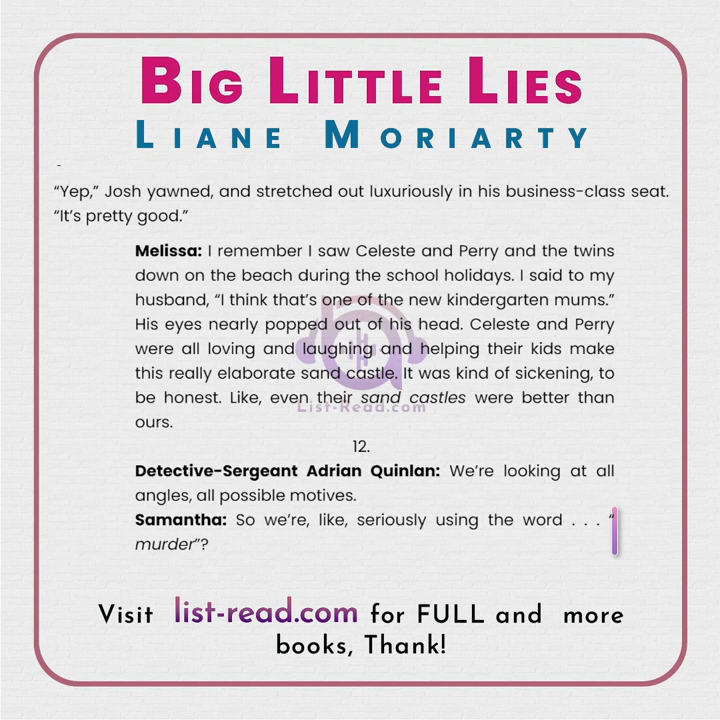 BIG LITTLE LIES
LIANE MORIARTY
-
“Yep,” Josh yawned, and stretched out luxuriously in his business-class seat.
“It’s pretty good.”
Melissa: I remember I saw Celeste and Perry and the twins
down on the beach during the school holidays. I said to my
husband, “I think that’s one of the new kindergarten mums.”
His eyes nearly popped out of his head. Celeste and Perry
were all loving and laughing and helping their kids make
this really elaborate sand castle. It was kind of sickening, to
be honest. Like, even their sand castles were better than
List-Read.com
ours.
12.
Detective-Sergeant Adrian Quinlan: We’re looking at all
angles, all possible motives.
Samantha: So we’re, like, seriously using the word . . . “
murder”?
Visit list-read.com for FULL and more
books, Thank!